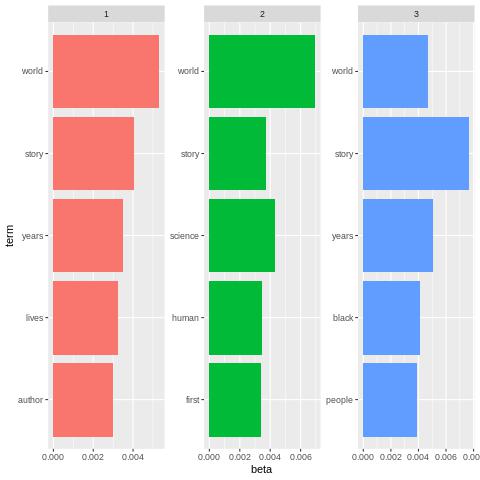 1 2 3
term
world
story
years
lives
author
world
story
science
human
first
world
story
years
black
people
0.000 0.002 0.004
0.000 0.002 0.004 0.006
0.000 0.002 0.004 0.006 0.00
beta